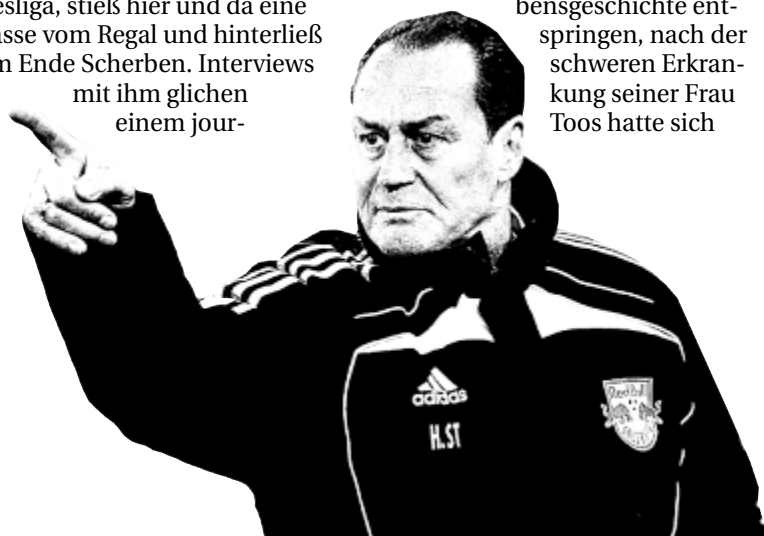 esliga, stieß hier und da eine
asse vom Regal und hinterließ
m Ende Scherben. Interviews
mit ihm glichen
einem jour-
bensgeschichte ent-
springen, nach der
schweren Erkran-
kung seiner Frau
Toos hatte sich
adidas
H.ST